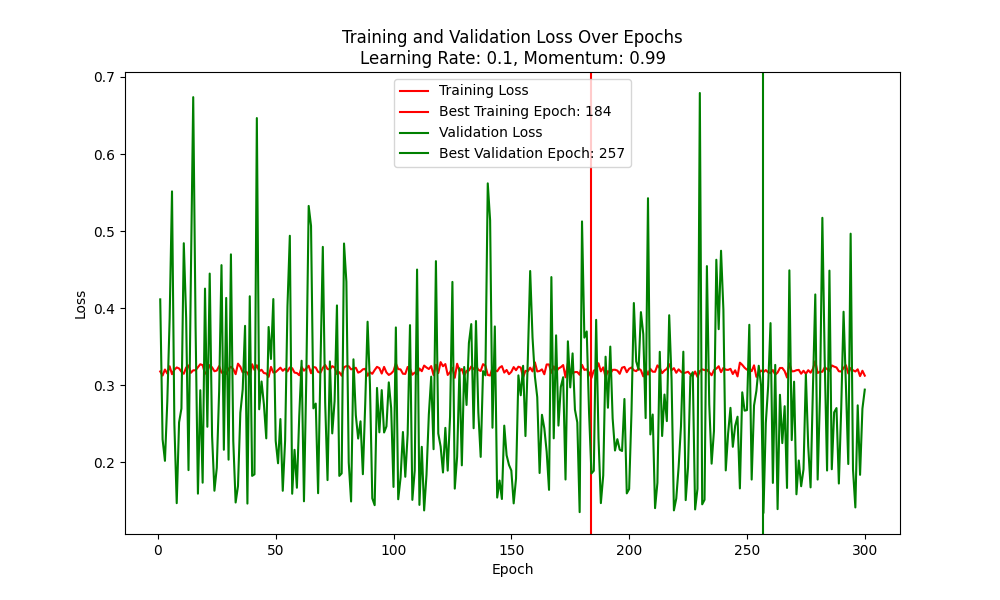 Training and Validation Loss Over Epochs
Learning Rate: 0.1, Momentum: 0.99
Training Loss
Best Training Epoch: 184
Validation Loss
Best Validation Epoch: 257
0.7
0.6
0.5
0.4
0.3
0.2
Loss
0 50 100 150 200 250 300
Epoch